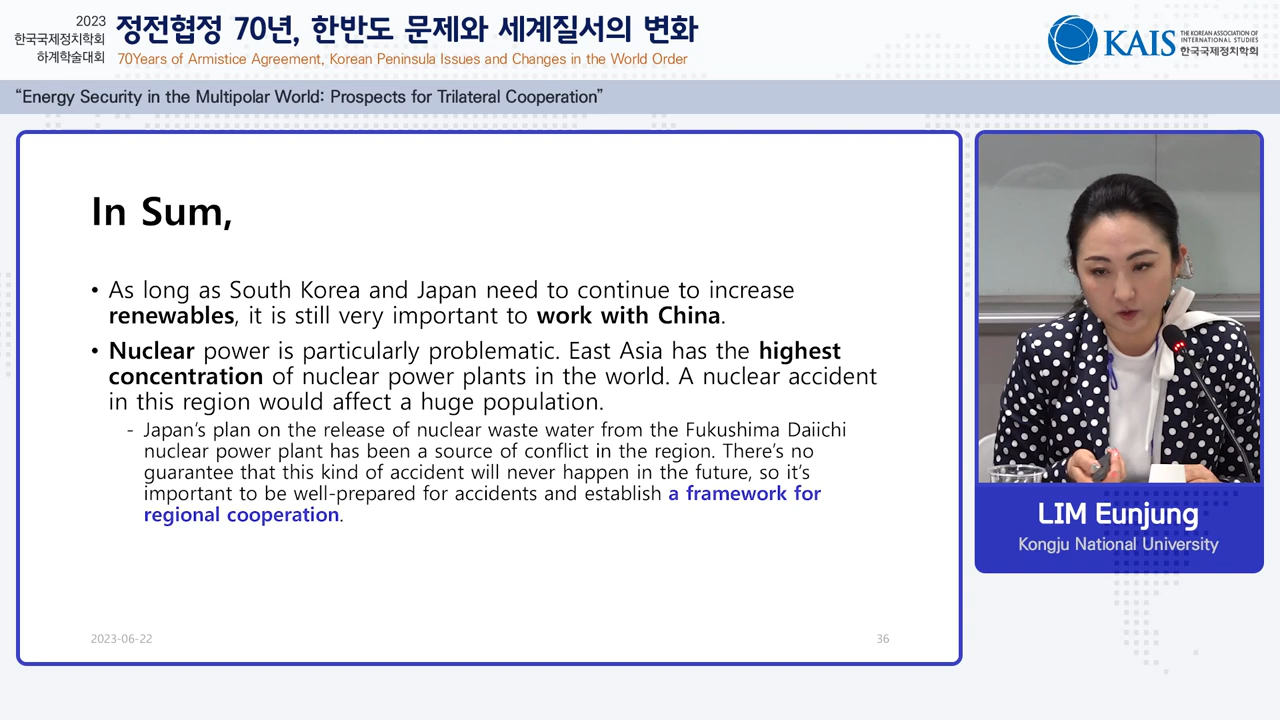 2023
한국국제정치학회
하계학술대회
정전협정 70년, 한반도 문제와 세계질서의 변화
70Years of Armistice Agreement, Korean Peninsula Issues and Changes in the World Order
KAIS
THE KOREAN ASSOCIATION OF
INTERNATIONAL STUDIES
한국국제정치학회
“Energy Security in the Multipolar World: Prospects for Trilateral Cooperation”
In Sum,
• As long as South Korea and Japan need to continue to increase
renewables, it is still very important to work with China.
• Nuclear power is particularly problematic. East Asia has the highest
concentration of nuclear power plants in the world. A nuclear accident
in this region would affect a huge population.
- Japan’s plan on the release of nuclear waste water from the Fukushima Daiichi
nuclear power plant has been a source of conflict in the region. There’s no
guarantee that this kind of accident will never happen in the future, so it’s
important to be well-prepared for accidents and establish a framework for
regional cooperation.
2023-06-22
36
LIM Eunjung
Kongju National University